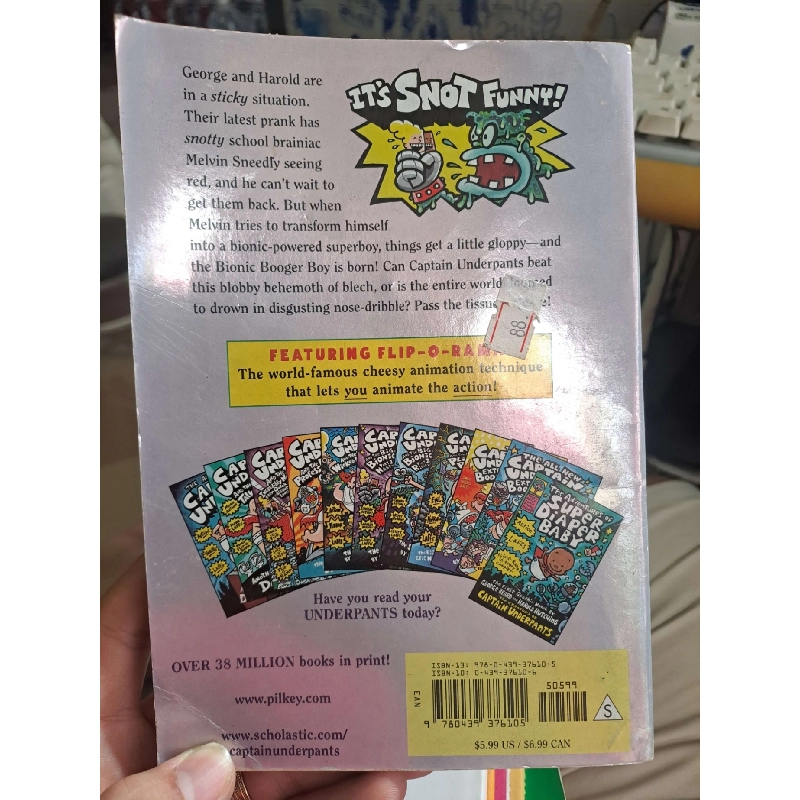 George and Harold are
in a sticky situation.
Their latest prank has
snotty school brainiac
Melvin Sneedly seeing
red, and he can't wait to
get them back. But when
Melvin tries to transform himself
into a bionic-powered superboy, things get a little gloppy—and
the Bionic Booger Boy is born! Can Captain Underpants beat
this blobby behemoth of blech, or is the entire world
to drown in disgusting nose-dribble? Pass the
IT'S SNOT FUNNY!
88
FEATURING FLIP-O-RAMA
The world-famous cheesy animation technique
that lets you animate the action!
SUPER
DIAPER
BABY
CAPTAIN UNDERPANTS
Have you read your
UNDERPANTS today?
OVER 38 MILLION books in print!
www.pilkey.com
www.scholastic.com/
captainunderpants
ISBN-13: 978-0-439-37610-5
ISBN-10: 0-439-37610-6
50599
EAN
9 780439 376105
S
$5.99 US / $6.99 CAN